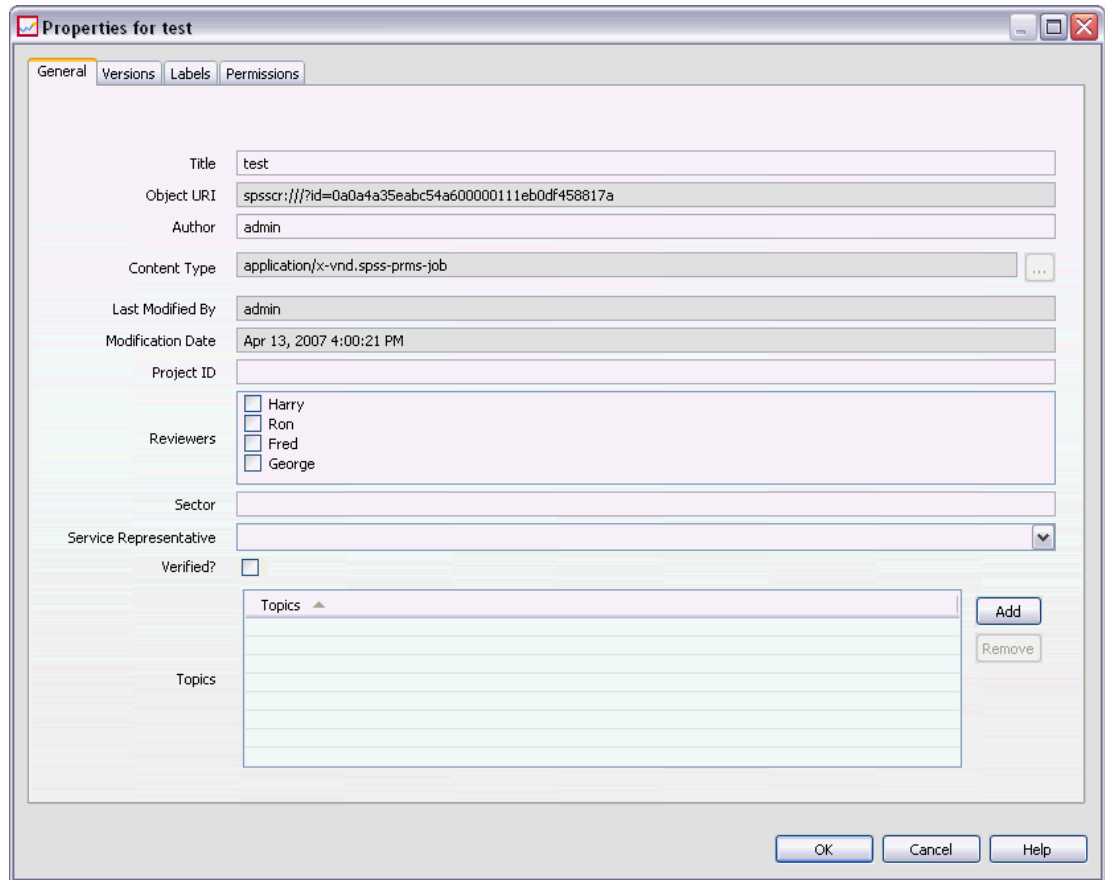 Properties for test
General Versions Labels Permissions
Title test
Object URI spsscr:///?id=0a0a4a35eabc54a600000111eb0df458817a
Author admin
Content Type application/x-vnd.spss-prms-job ...
Last Modified By admin
Modification Date Apr 13, 2007 4:00:21 PM
Project ID
Reviewers
Harry
Ron
Fred
George
Sector
Service Representative
Verified?
Topics
Topics
Add
Remove
OK Cancel Help